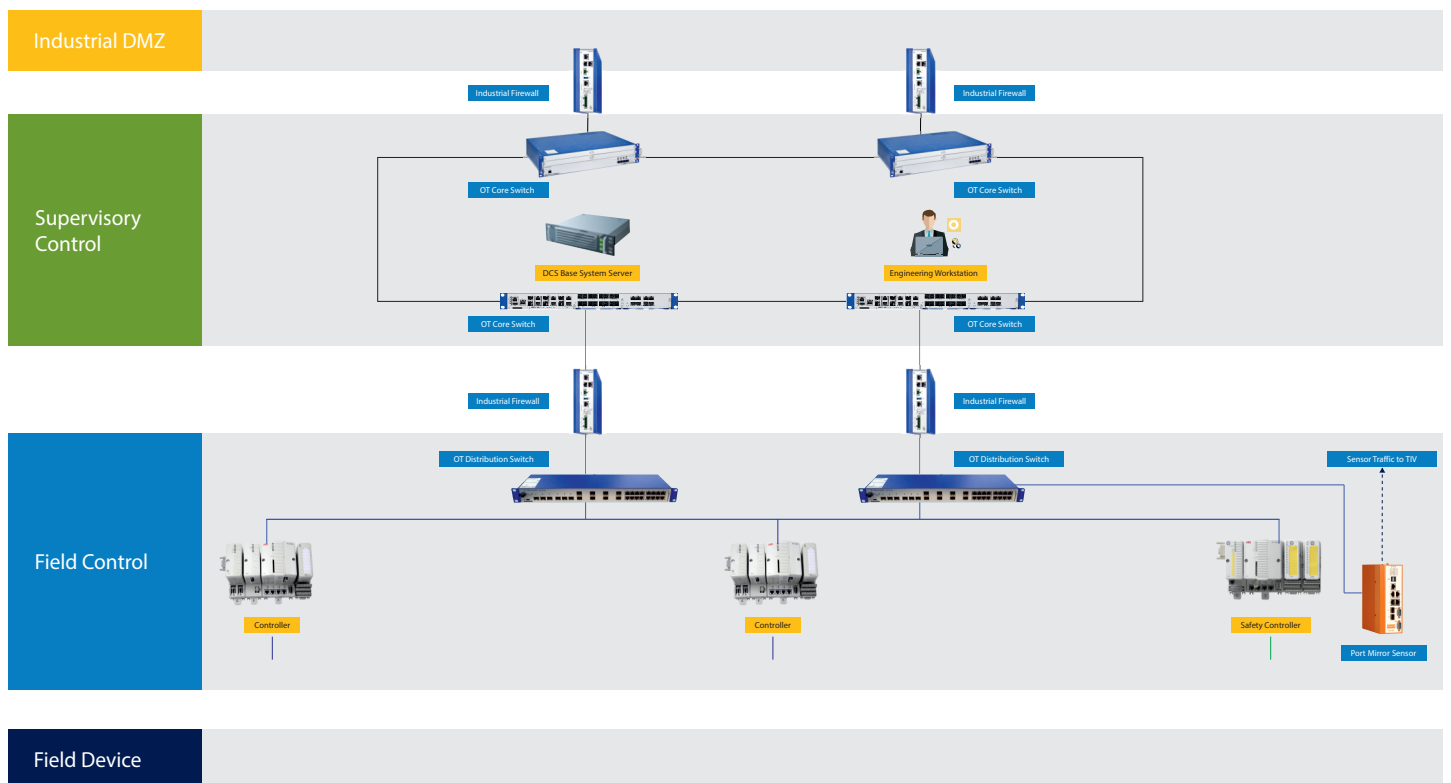 Industrial DMZ
Industrial Firewall
Industrial Firewall
OT Core Switch
OT Core Switch
Supervisory
Control
DCS Base System Server
Engineering Workstation
OT Core Switch
OT Core Switch
Industrial Firewall
Industrial Firewall
OT Distribution Switch
OT Distribution Switch
Sensor Traffic to TIV
Field Control
Controller
Controller
Safety Controller
Port Mirror Sensor
Field Device